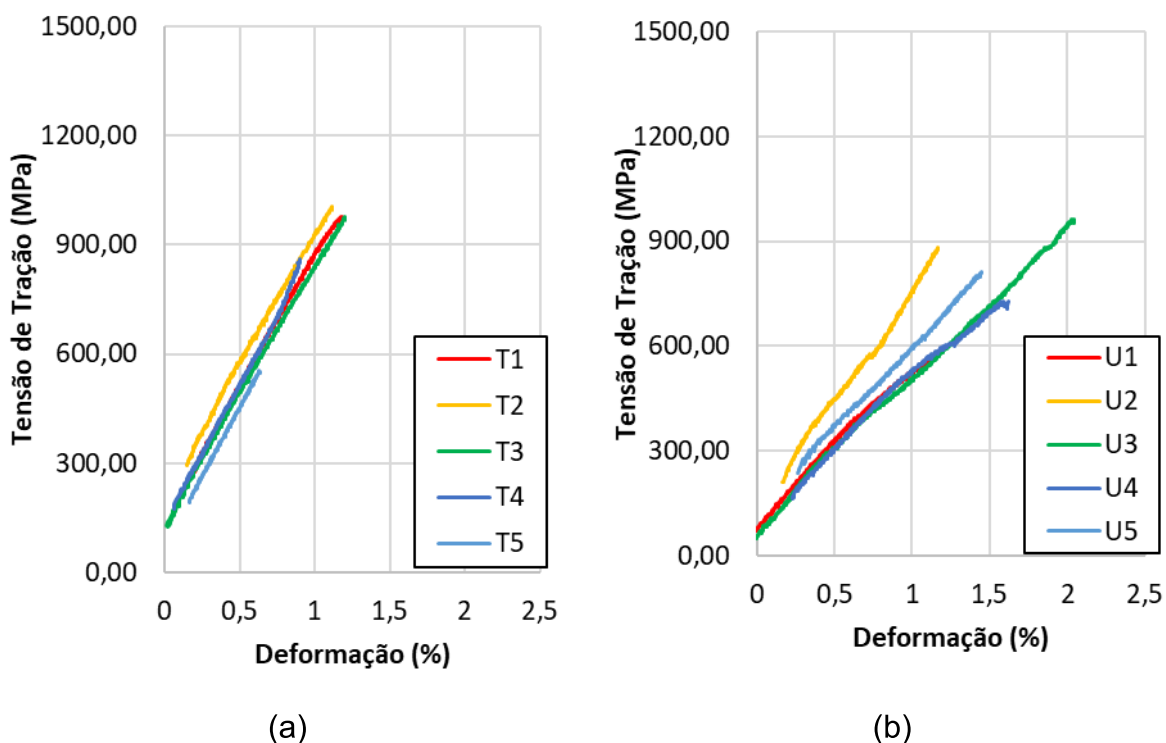 1500,00
1200,00
900,00
600,00
300,00
0,00
Tensão de Tração (MPa)
T1
T2
T3
T4
T5
0 0,5 1 1,5 2 2,5
Deformação (%)
(a)
1500,00
1200,00
900,00
600,00
300,00
0,00
Tensão de Tração (MPa)
U1
U2
U3
U4
U5
0 0,5 1 1,5 2 2,5
Deformação (%)
(b)